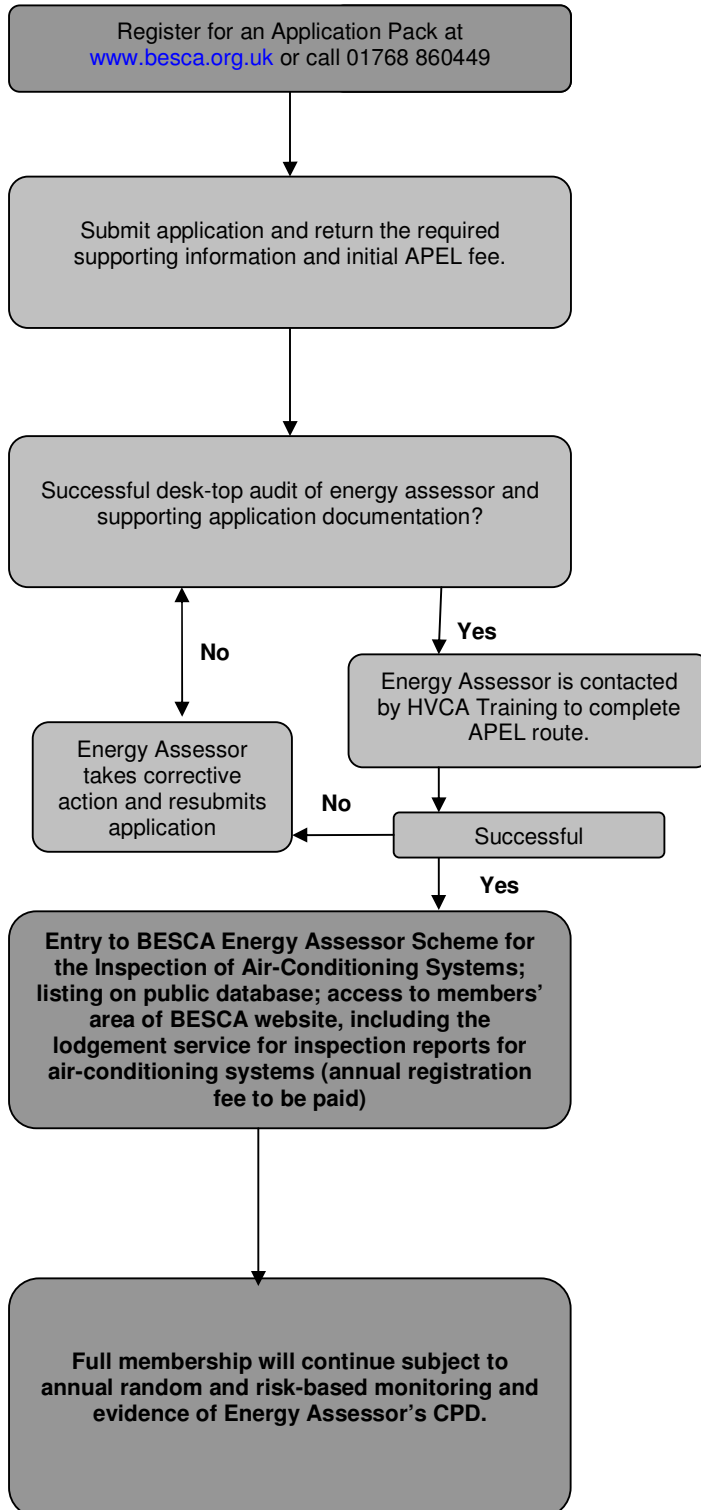 Register for an Application Pack at
www.besca.org.uk or call 01768 860449
Submit application and return the required
supporting information and initial APEL fee.
Successful desk-top audit of energy assessor and
supporting application documentation?
No
Yes
Energy Assessor is contacted
by HVCA Training to complete
APEL route.
Energy Assessor
takes corrective
action and resubmits
application
No
Successful
Yes
Entry to BESCA Energy Assessor Scheme for
the Inspection of Air-Conditioning Systems;
listing on public database; access to members’
area of BESCA website, including the
lodgement service for inspection reports for
air-conditioning systems (annual registration
fee to be paid)
Full membership will continue subject to
annual random and risk-based monitoring and
evidence of Energy Assessor’s CPD.